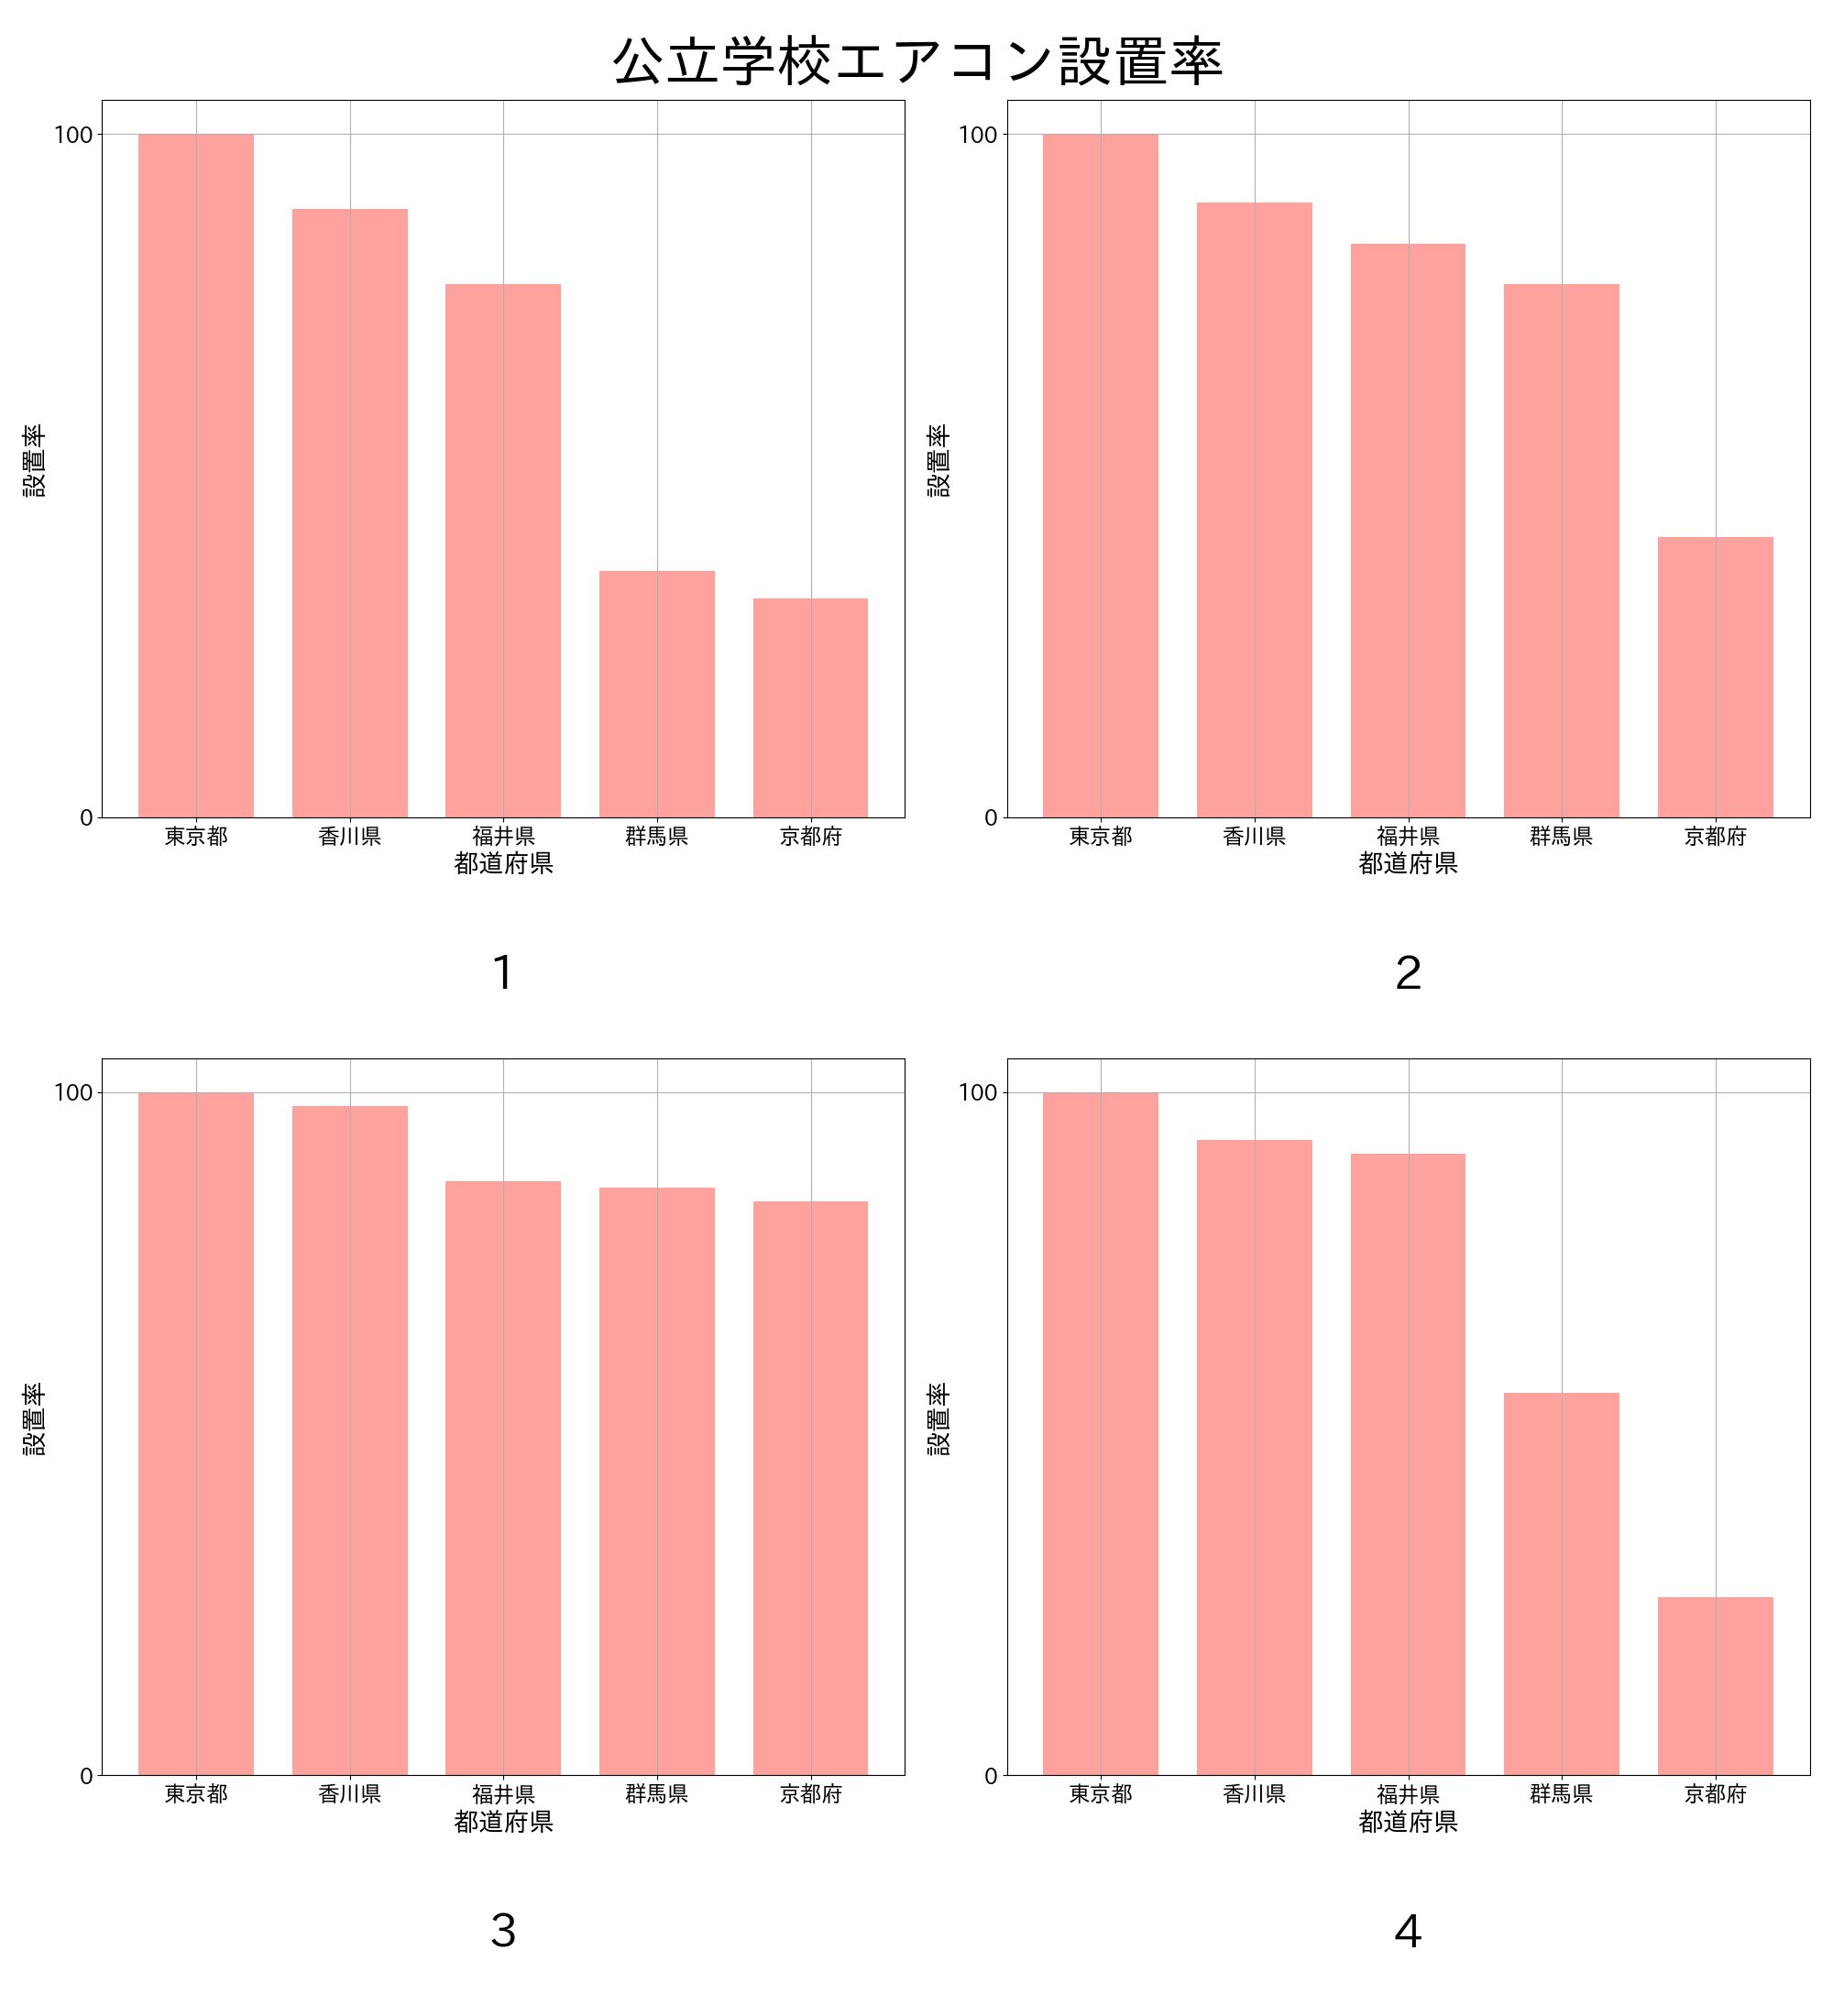 公立学校エアコン設置率
100
0
設置率
東京都 香川県 福井県 群馬県 京都府
都道府県
1
100
0
設置率
東京都 香川県 福井県 群馬県 京都府
都道府県
2
100
0
設置率
東京都 香川県 福井県 群馬県 京都府
都道府県
3
100
0
設置率
東京都 香川県 福井県 群馬県 京都府
都道府県
4